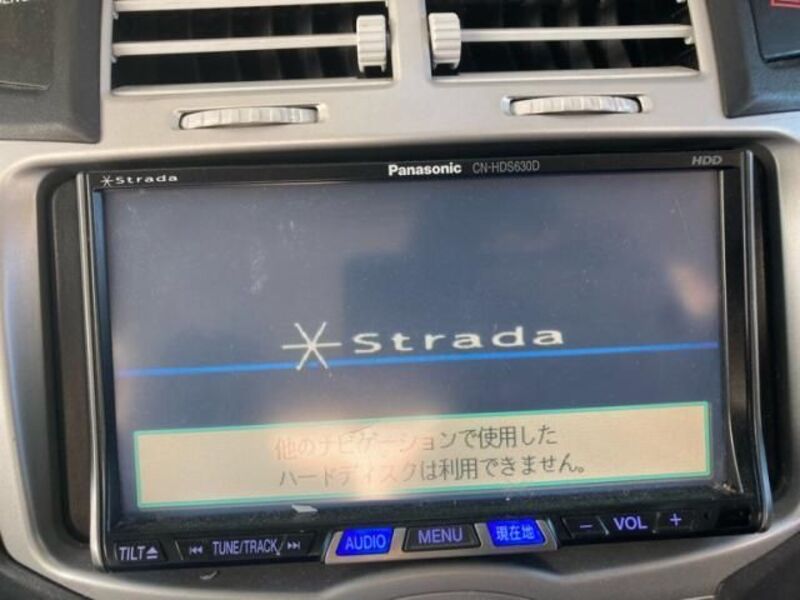 Strada
Panasonic CN-HDS630D
HDD
Strada
他のナビゲーションで使用した
ハードディスクは利用できません。
TILT
TUNE/TRACK
AUDIO
MENU
現在地
- VOL +